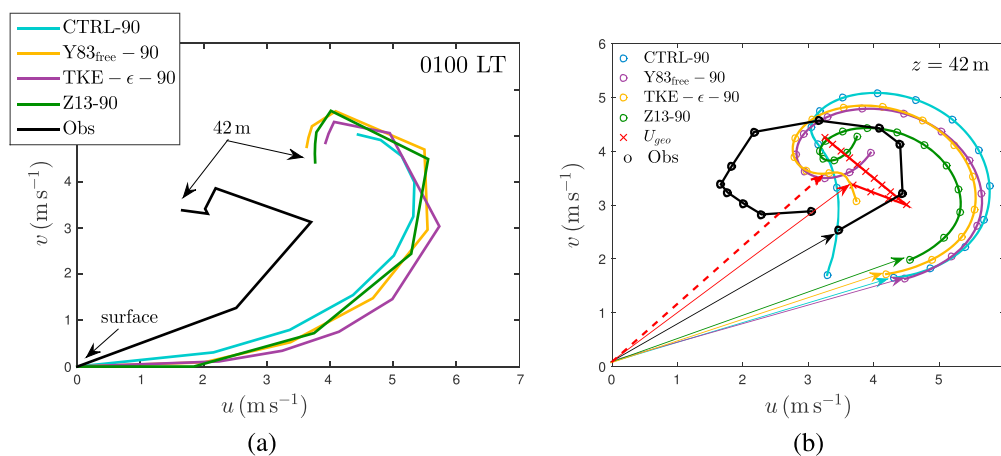 CTRL-90
Y83free − 90
TKE − ϵ − 90
Z13-90
Obs
0100 LT
42 m
surface
v (m s−1)
4
3
2
1
0
0 1 2 3 4 5 6 7
u (m s−1)
(a)
CTRL-90
Y83free − 90
TKE − ϵ − 90
Z13-90
Ugeo
Obs
z = 42 m
v (m s−1)
6
5
4
3
2
1
0
0 1 2 3 4 5
u (m s−1)
(b)